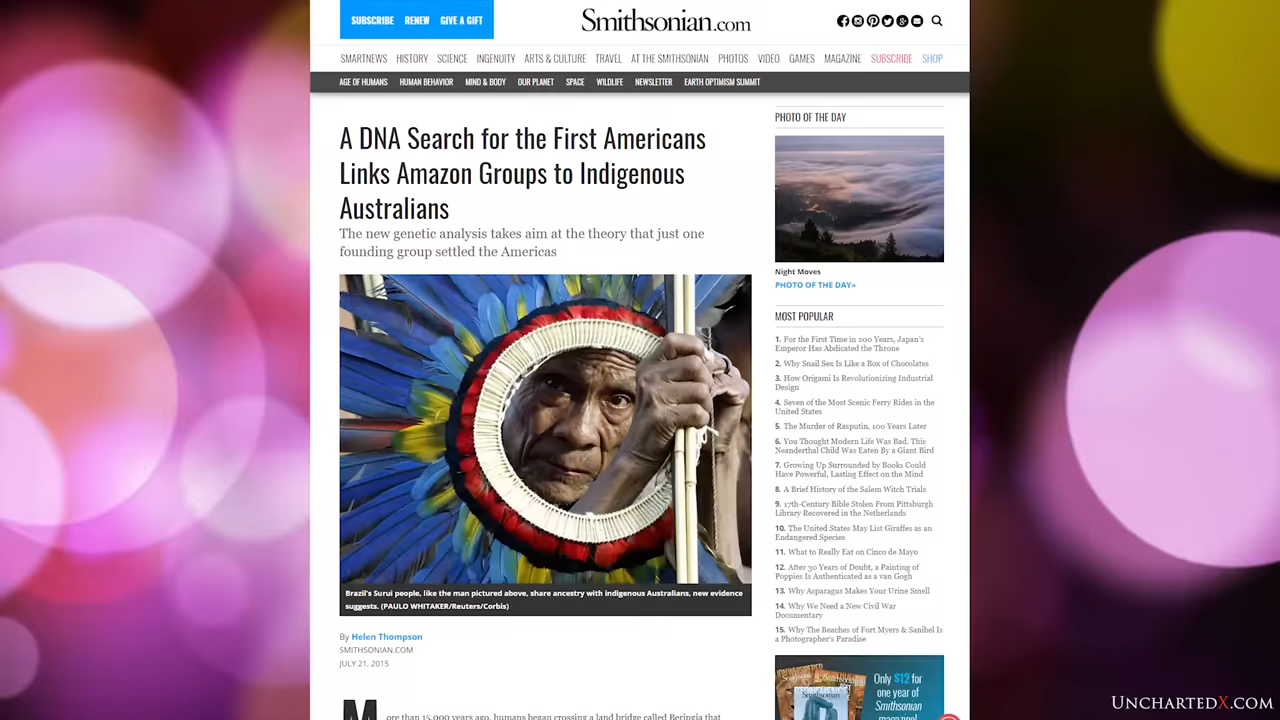 SUBSCRIBE RENEW GIVE A GIFT
Smithsonian.com
SMARTNEWS HISTORY SCIENCE INGENUITY ARTS & CULTURE TRAVEL AT THE SMITHSONIAN PHOTOS VIDEO GAMES MAGAZINE SUBSCRIBE SHOP
AGE OF HUMANS HUMAN BEHAVIOR MIND & BODY OUR PLANET SPACE WILDLIFE NEWSLETTER EARTH OPTIMISM SUMMIT
A DNA Search for the First Americans
Links Amazon Groups to Indigenous
Australians
The new genetic analysis takes aim at the theory that just one
founding group settled the Americas
Brazil's Surui people, like the man pictured above, share ancestry with indigenous Australians, new evidence
suggests. (PAULO WHITAKER/Reuters/Corbis)
By Helen Thompson
SMITHSONIAN.COM
JULY 21, 2015
More than 15,000 years ago, humans began crossing a land bridge called Beringia that
PHOTO OF THE DAY
Night Moves
PHOTO OF THE DAY»
MOST POPULAR
1. For the First Time in 200 Years, Japan's
Emperor Has Abdicated the Throne
2. Why Snail Sex Is Like a Box of Chocolates
3. How Origami Is Revolutionizing Industrial
Design
4. Seven of the Most Scenic Ferry Rides in the
United States
5. The Murder of Rasputin, 100 Years Later
6. You Thought Modern Life Was Bad. This
Neanderthal Child Was Eaten By a Giant Bird
7. Growing Up Surrounded by Books Could
Have Powerful, Lasting Effect on the Mind
8. A Brief History of the Salem Witch Trials
9. 17th-Century Bible Stolen From Pittsburgh
Library Recovered in the Netherlands
10. The United States May List Giraffes as an
Endangered Species
11. What to Really Eat on Cinco de Mayo
12. After 30 Years of Doubt, a Painting of
Poppies Is Authenticated as a van Gogh
13. Why Asparagus Makes Your Urine Smell
14. Why We Need a New Civil War
Documentary
15. Why The Beaches of Fort Myers & Sanibel Is
a Photographer's Paradise
Smithsonian
Only $12 for
one year of
Smithsonian
magazine!
UNCHARTEDX.COM